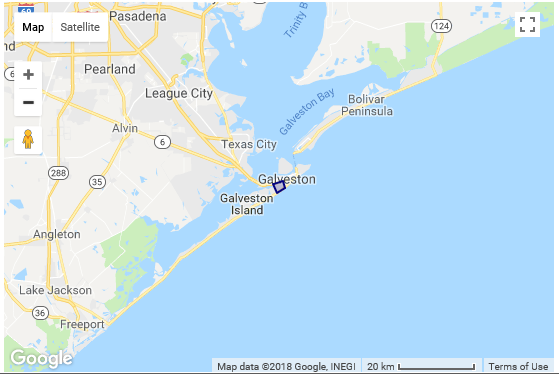 69
Pasadena
Map
Satellite
Trinity B
124
Pearland
League City
Galveston Bay
Bolivar
Peninsula
Alvin
6
Texas City
288
35
Galveston
Galveston
Island
Angleton
Lake Jackson
36
Freeport
Google
Map data ©2018 Google, INEGI
20 km
Terms of Use